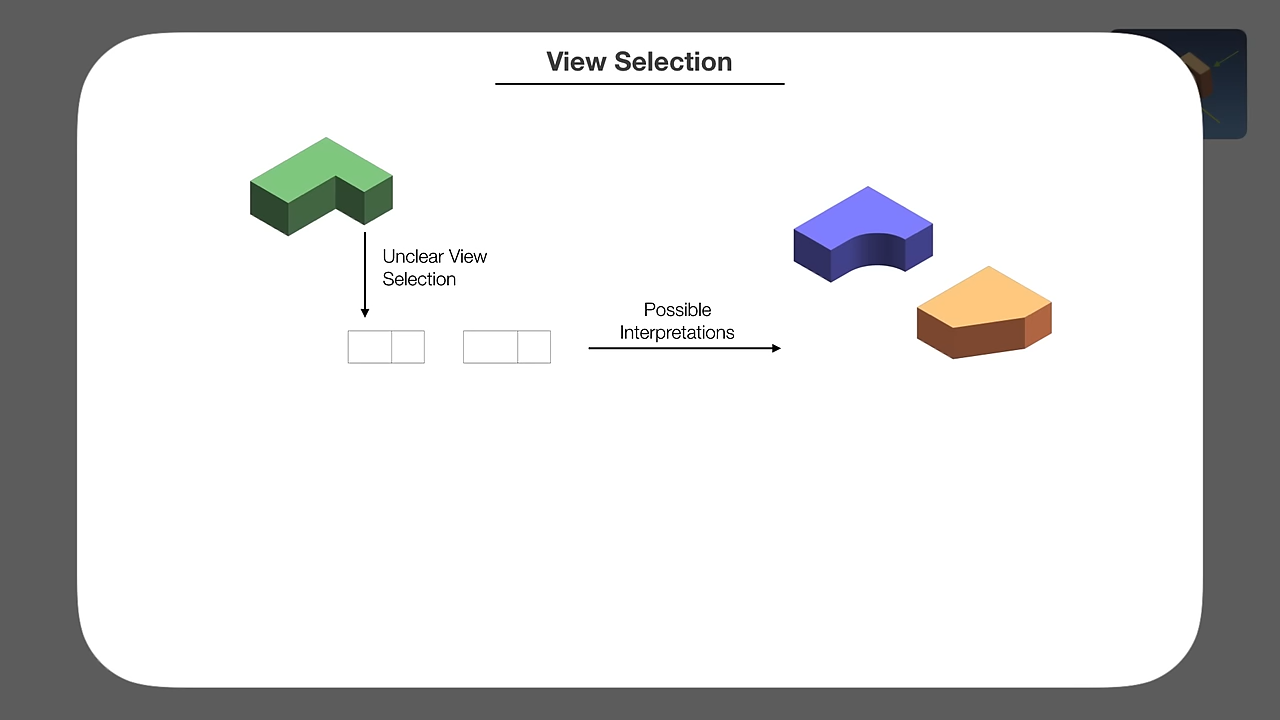 View Selection
Unclear View
Selection
Possible
Interpretations